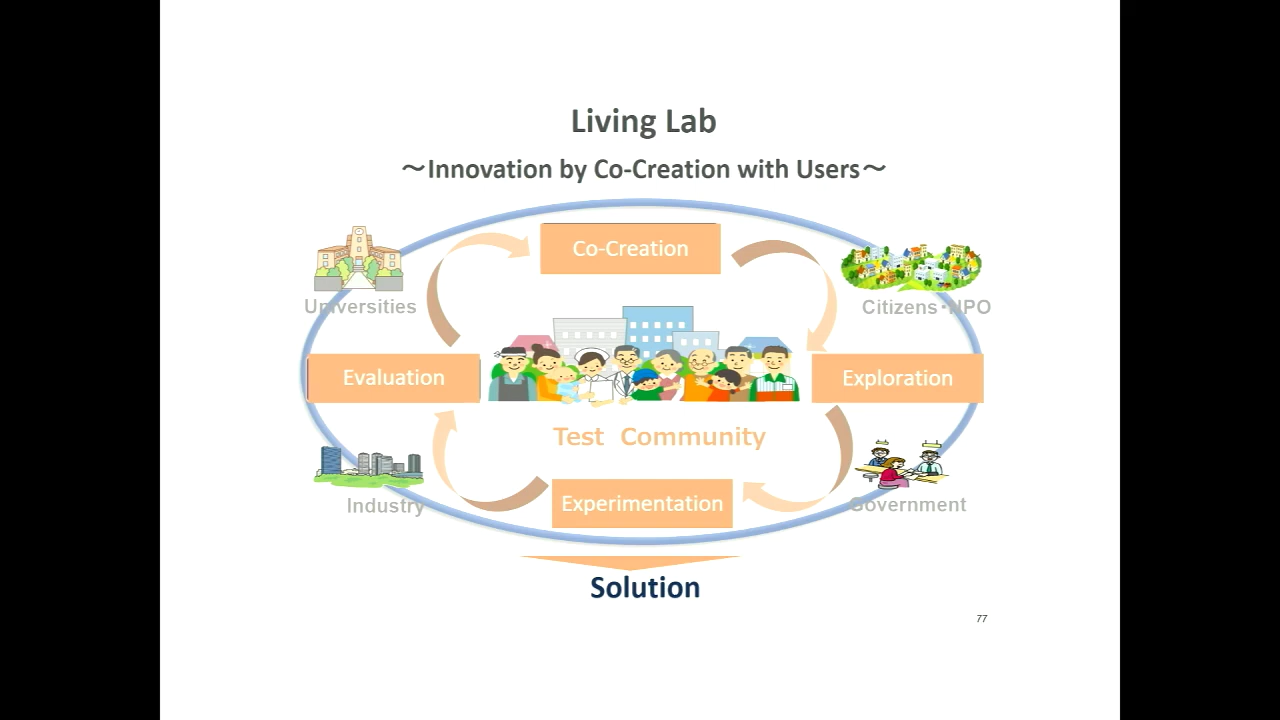 Living Lab
～Innovation by Co-Creation with Users～
Co-Creation
Universities
Citizens・NPO
Evaluation
Exploration
Test Community
Industry
Experimentation
Government
Solution
77